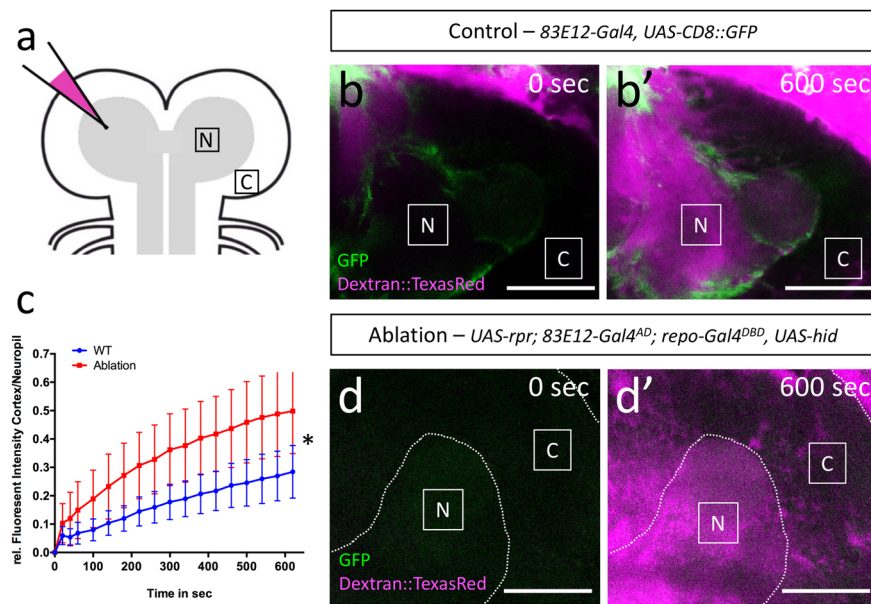 a
N
C
Control – 83E12-Gal4, UAS-CD8::GFP
b
0 sec
N
C
GFP
Dextran::TexasRed
b’
600 sec
N
C
c
WT
Ablation
rel. Fluorescent Intensity Cortex/Neuropil
0.7
0.6
0.5
0.4
0.3
0.2
0.1
0.0
*
0 100 200 300 400 500 600
Time in sec
Ablation – UAS-rpr; 83E12-Gal4ᴬᴰ; repo-Gal4ᴰᴮᴰ, UAS-hid
d
0 sec
C
N
GFP
Dextran::TexasRed
d’
600 sec
C
N